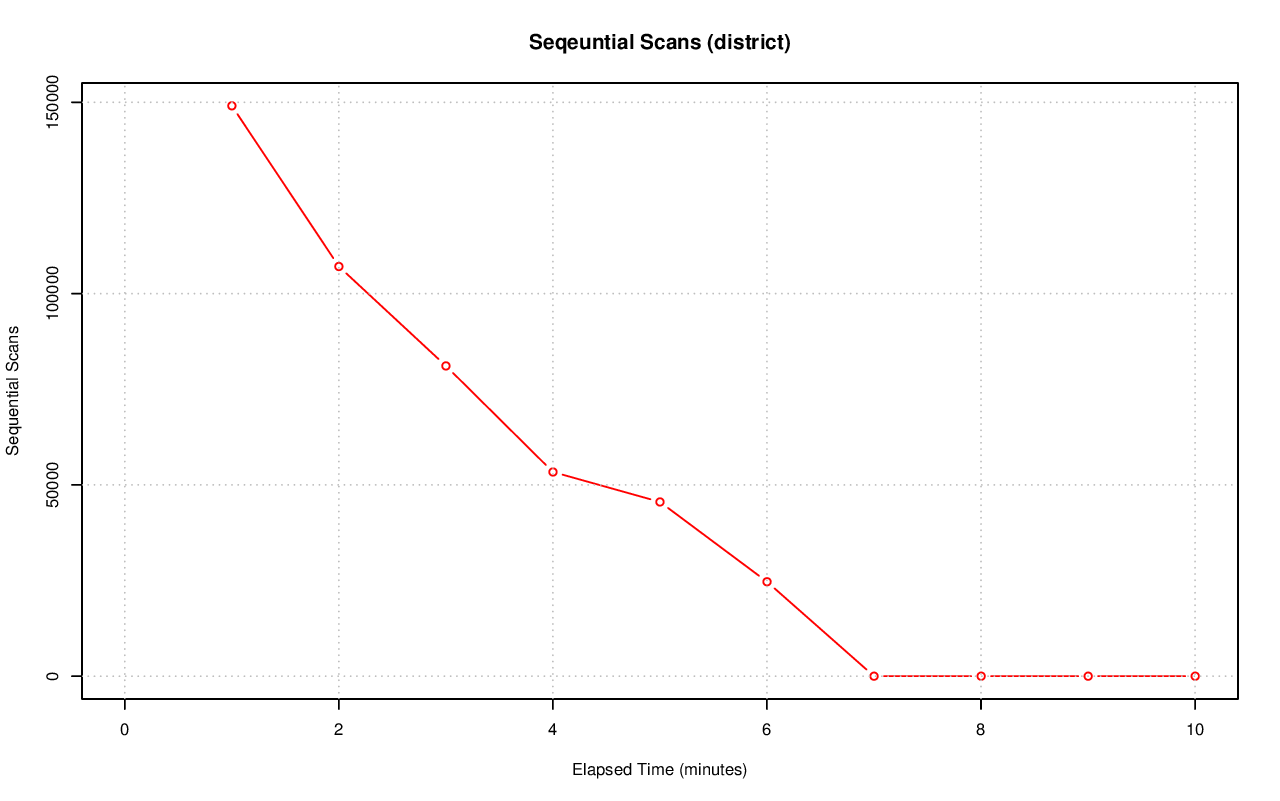 Seqeuntial Scans (district)
Sequential Scans
150000
100000
50000
0
0 2 4 6 8 10
Elapsed Time (minutes)